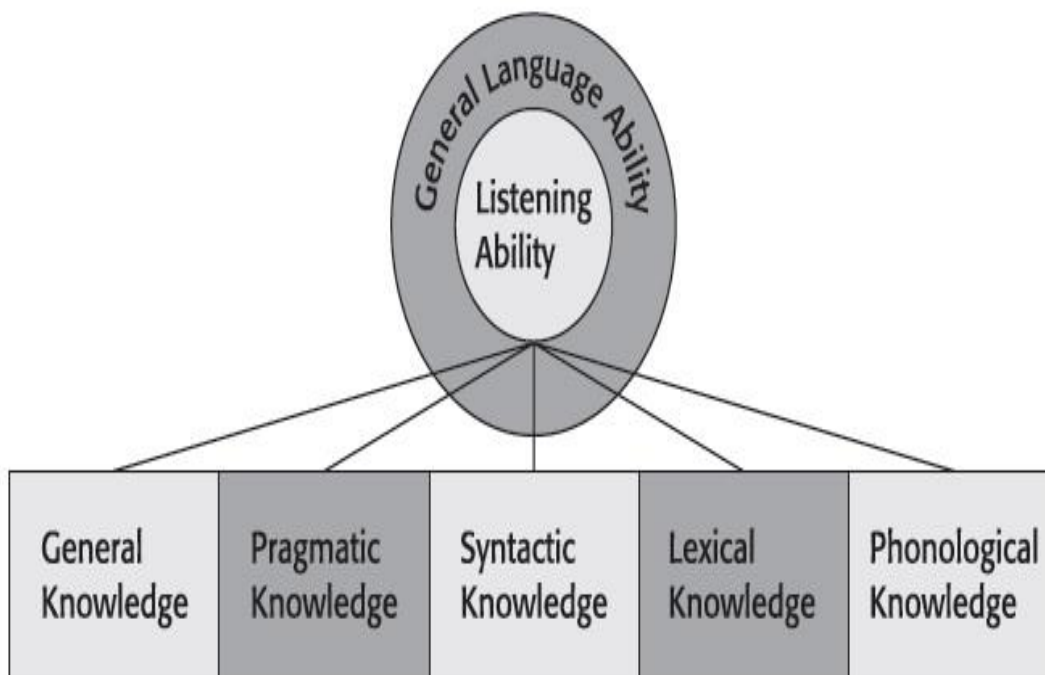 General Language Ability
Listening
Ability
General
Knowledge
Pragmatic
Knowledge
Syntactic
Knowledge
Lexical
Knowledge
Phonological
Knowledge